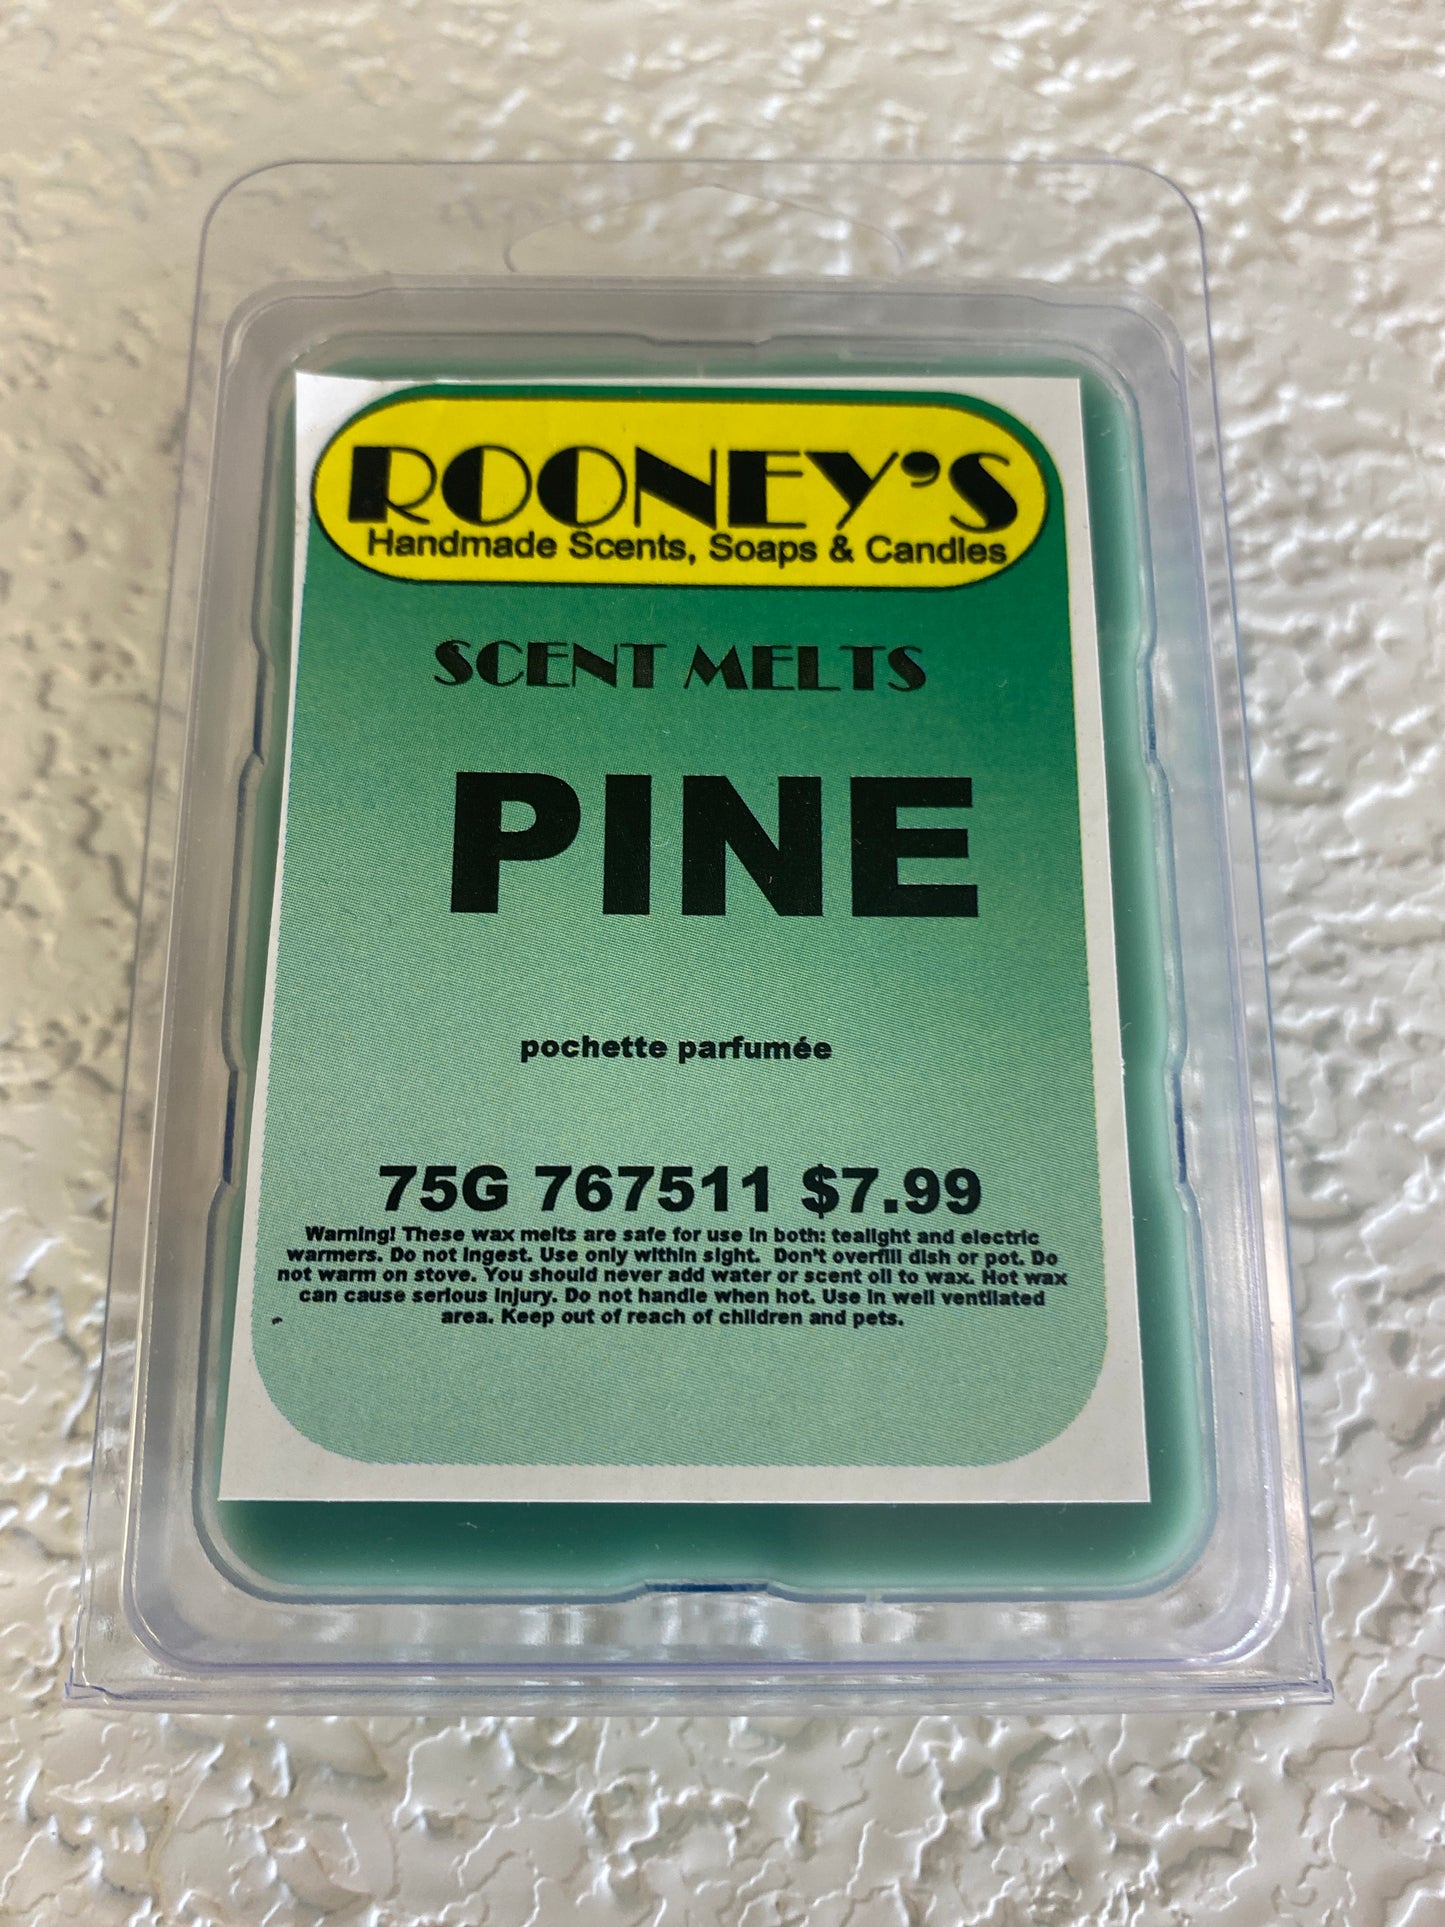 ROONEY'S
Handmade Scents, Soaps & Candles
SCENT MELTS
PINE
pochette parfumée
75G 767511 $7.99
Warning! These wax melts are safe for use in both: tealight and electric
warmers. Do not ingest. Use only within sight. Don't overfill dish or pot. Do
not warm on stove. You should never add water or scent oil to wax. Hot wax
can cause serious injury. Do not handle when hot. Use in well ventilated
area. Keep out of reach of children and pets.